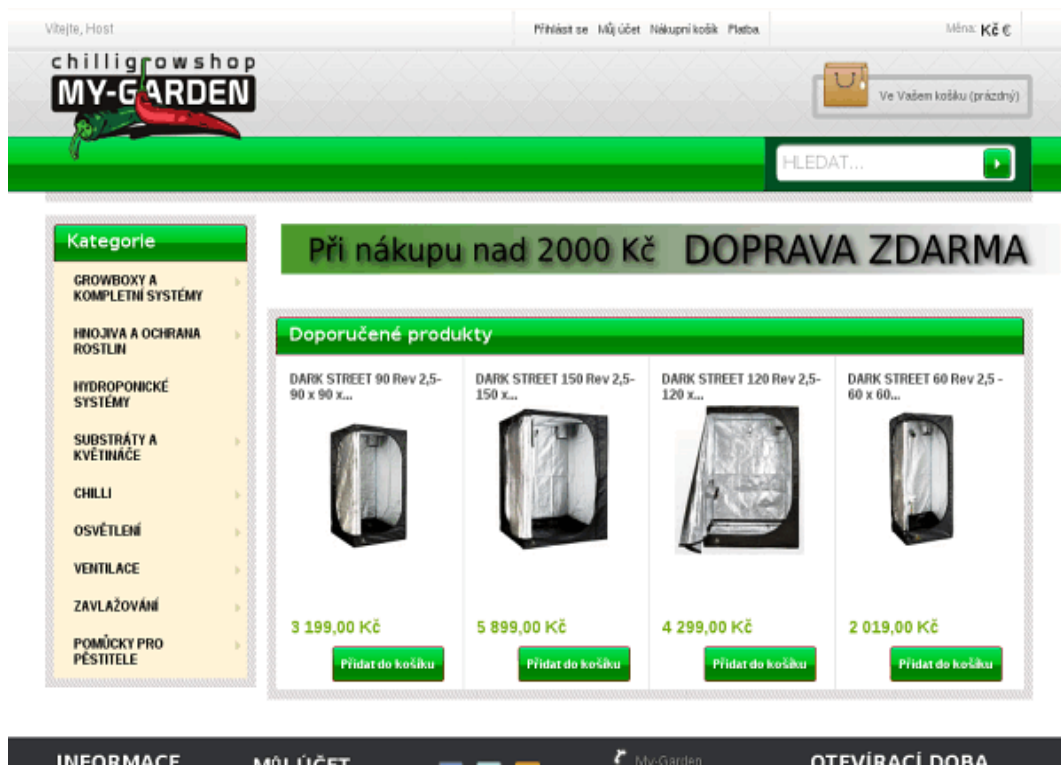 Vítejte, Host
Přihlásit se Můj účet Nákupní košík Platba
Měna: Kč €
chilligrowshop
MY-GARDEN
Ve Vašem košíku (prázdný)
HLEDAT...
Kategorie
GROWBOXY A
KOMPLETNÍ SYSTÉMY
HNOJIVA A OCHRANA
ROSTLIN
HYDROPONICKÉ
SYSTÉMY
SUBSTRÁTY A
KVĚTINÁČE
CHILLI
OSVĚTLENÍ
VENTILACE
ZAVLAŽOVÁNÍ
POMŮCKY PRO
PĚSTITELE
Při nákupu nad 2000 Kč DOPRAVA ZDARMA
Doporučené produkty
DARK STREET 90 Rev 2,5-
90 x 90 x...
3 199,00 Kč
Přidat do košíku
DARK STREET 150 Rev 2,5-
150 x...
5 899,00 Kč
Přidat do košíku
DARK STREET 120 Rev 2,5-
120 x...
4 299,00 Kč
Přidat do košíku
DARK STREET 60 Rev 2,5 -
60 x 60...
2 019,00 Kč
Přidat do košíku
INFORMACE
MŮJ ÚČET
My-Garden
OTEVÍRACÍ DOBA